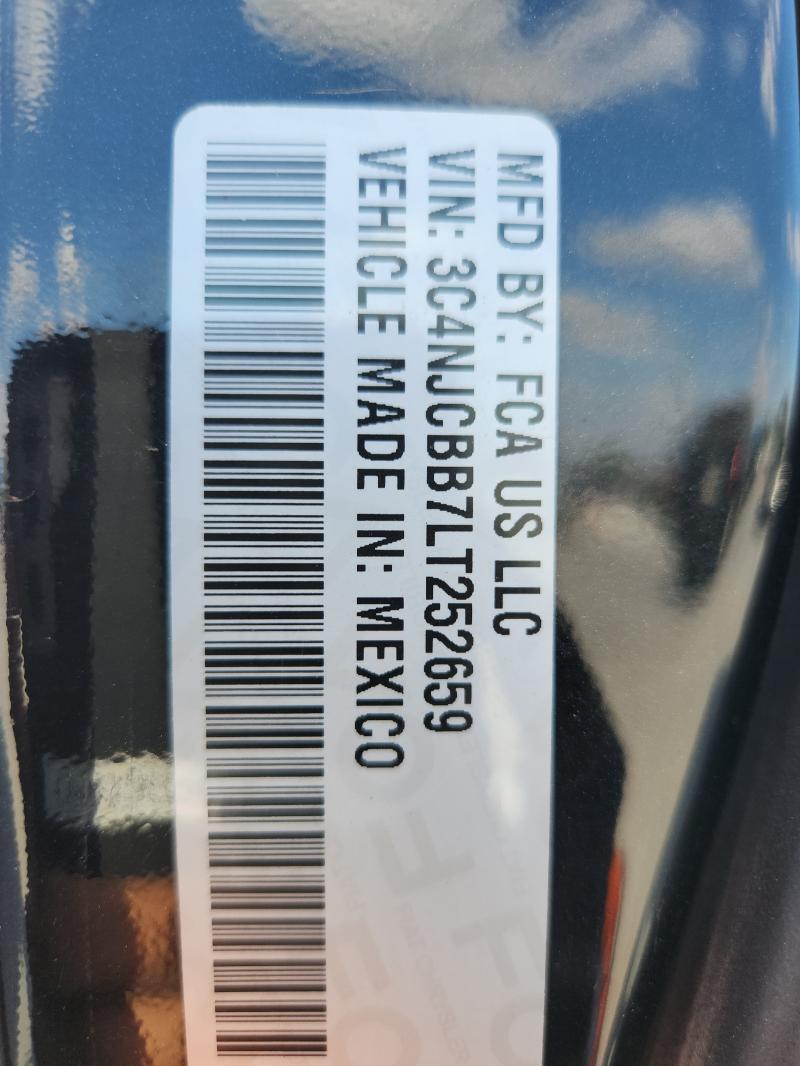 MFD BY: FCA US LLC
VIN: 3C4NJCBB7LT252659
VEHICLE MADE IN: MEXICO